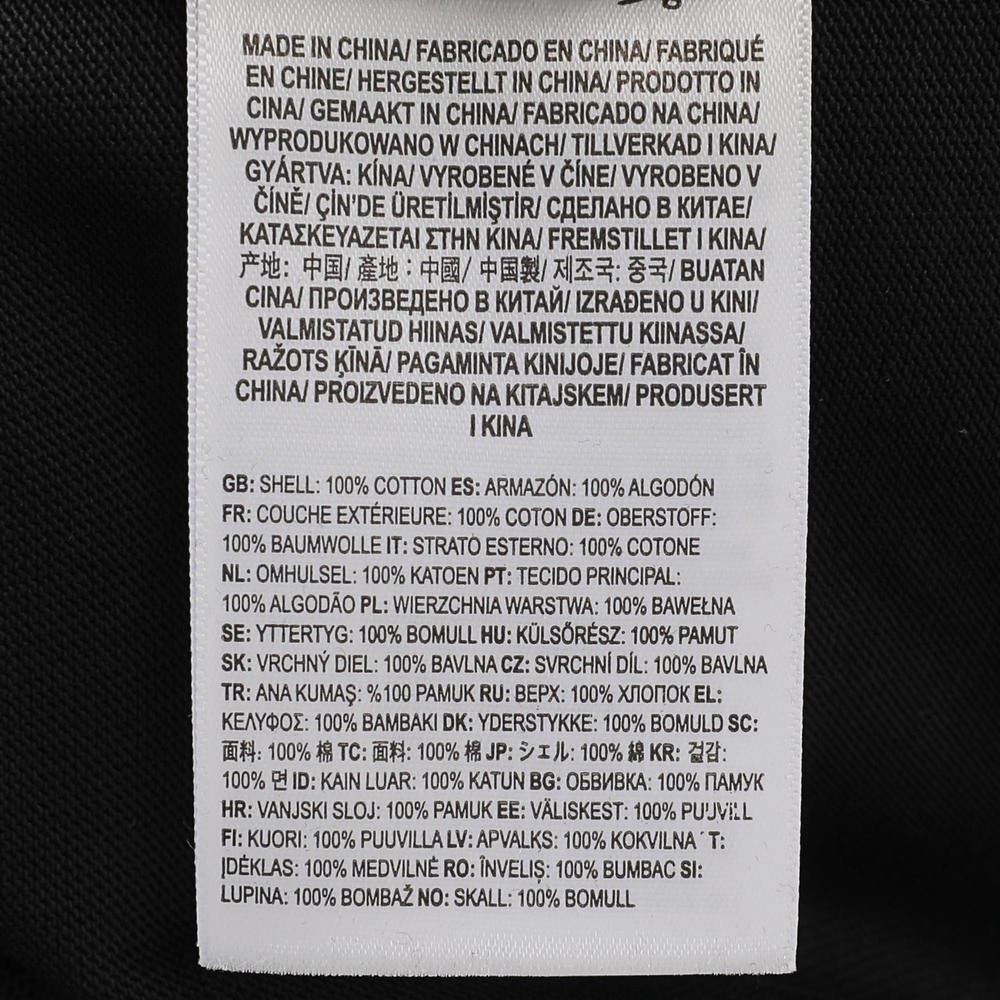 MADE IN CHINA/ FABRICADO EN CHINA/ FABRIQUÉ
EN CHINE/ HERGESTELLT IN CHINA/ PRODOTTO IN
CINA/ GEMAAKT IN CHINA/ FABRICADO NA CHINA/
WYPRODUKOWANO W CHINACH/ TILLVERKAD I KINA/
GYÁRTVA: KÍNA/ VYROBENÉ V ČÍNE/ VYROBENO V
ČÍNĚ/ ÇİN'DE ÜRETİLMİŞTİR/ СДЕЛАНО В КИТАЕ/
ΚΑΤΑΣΚΕΥΑΖΕΤΑΙ ΣΤΗΝ ΚΙΝΑ/ FREMSTILLET I KINA/
产地: 中国/ 產地：中國/ 中国製/ 제조국: 중국/ BUATAN
CINA/ ПРОИЗВЕДЕНО В КИТАЙ/ IZRAĐENO U KINI/
VALMISTATUD HIINAS/ VALMISTETTU KIINASSA/
RAŽOTS ĶĪNĀ/ PAGAMINTA KINIJOJE/ FABRICAT ÎN
CHINA/ PROIZVEDENO NA KITAJSKEM/ PRODUSERT
I KINA
GB: SHELL: 100% COTTON ES: ARMAZÓN: 100% ALGODÓN
FR: COUCHE EXTÉRIEURE: 100% COTON DE: OBERSTOFF:
100% BAUMWOLLE IT: STRATO ESTERNO: 100% COTONE
NL: OMHULSEL: 100% KATOEN PT: TECIDO PRINCIPAL:
100% ALGODÃO PL: WIERZCHNIA WARSTWA: 100% BAWEŁNA
SE: YTTERTYG: 100% BOMULL HU: KÜLSŐRÉSZ: 100% PAMUT
SK: VRCHNÝ DIEL: 100% BAVLNA CZ: SVRCHNÍ DÍL: 100% BAVLNA
TR: ANA KUMAŞ: %100 PAMUK RU: ВЕРХ: 100% ХЛОПОК EL:
ΚΕΛΥΦΟΣ: 100% ΒΑΜΒΑΚΙ DK: YDERSTYKKE: 100% BOMULD SC:
面料: 100% 棉 TC: 面料: 100% 棉 JP: シェル: 100% 綿 KR: 겉감:
100% 면 ID: KAIN LUAR: 100% KATUN BG: ОБВИВКА: 100% ПАМУК
HR: VANJSKI SLOJ: 100% PAMUK EE: VÄLISKEST: 100% PUUVILL
FI: KUORI: 100% PUUVILLA LV: APVALKS: 100% KOKVILNA T:
ĮDĖKLAS: 100% MEDVILNĖ RO: ÎNVELIȘ: 100% BUMBAC SI:
LUPINA: 100% BOMBAŽ NO: SKALL: 100% BOMULL